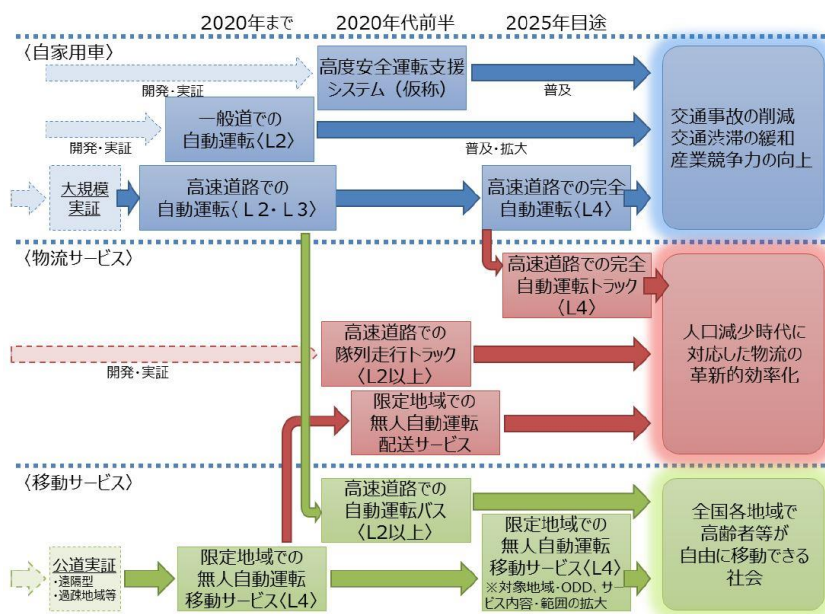 2020年まで
2020年代前半
2025年目途
〈自家用車〉
開発・実証
高度安全運転支援
システム（仮称）
普及
開発・実証
一般道での
自動運転〈L2〉
普及・拡大
大規模
実証
高速道路での
自動運転〈Ｌ２・Ｌ３〉
高速道路での完全
自動運転〈L4〉
交通事故の削減
交通渋滞の緩和
産業競争力の向上
〈物流サービス〉
高速道路での完全
自動運転トラック
〈L4〉
開発・実証
高速道路での
隊列走行トラック
〈L2以上〉
限定地域での
無人自動運転
配送サービス
人口減少時代に
対応した物流の
革新的効率化
〈移動サービス〉
高速道路での
自動運転バス
〈L2以上〉
公道実証
・遠隔型
・過疎地域等
限定地域での
無人自動運転
移動サービス〈L4〉
限定地域での
無人自動運転
移動サービス〈L4〉
※対象地域・ODD、サー
ビス内容・範囲の拡大
全国各地域で
高齢者等が
自由に移動できる
社会